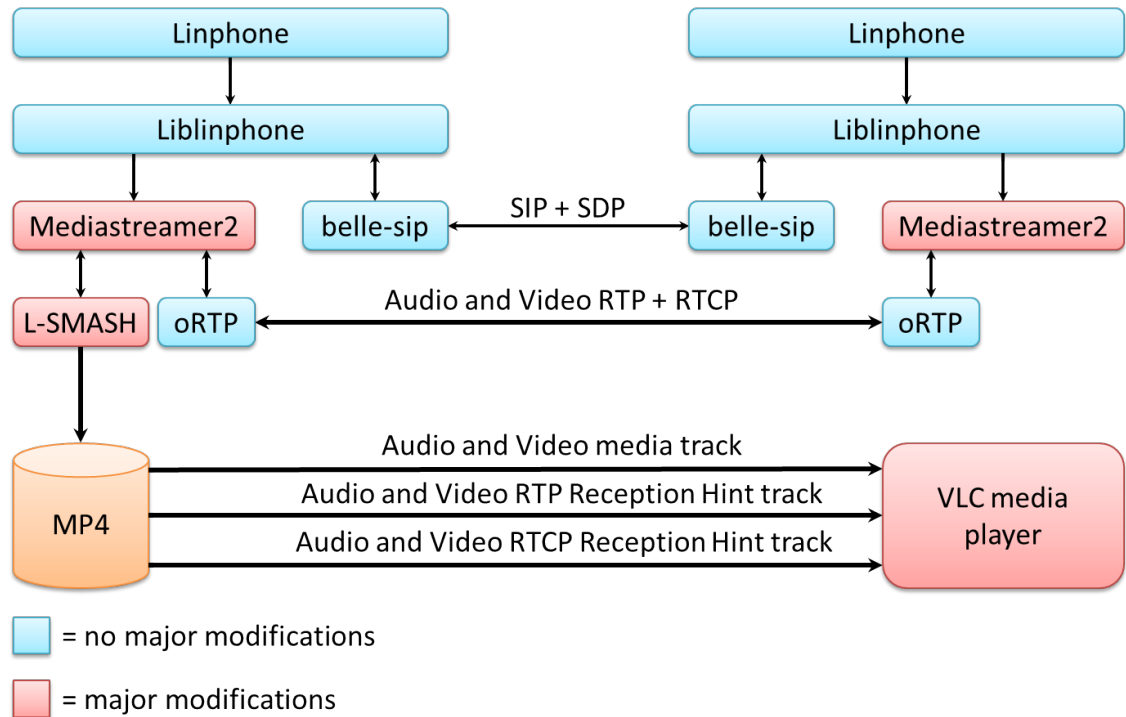 Linphone
Linphone
Liblinphone
Liblinphone
Mediastreamer2
belle-sip
SIP + SDP
belle-sip
Mediastreamer2
L-SMASH
oRTP
Audio and Video RTP + RTCP
oRTP
Audio and Video media track
Audio and Video RTP Reception Hint track
Audio and Video RTCP Reception Hint track
MP4
VLC media
player
= no major modifications
= major modifications